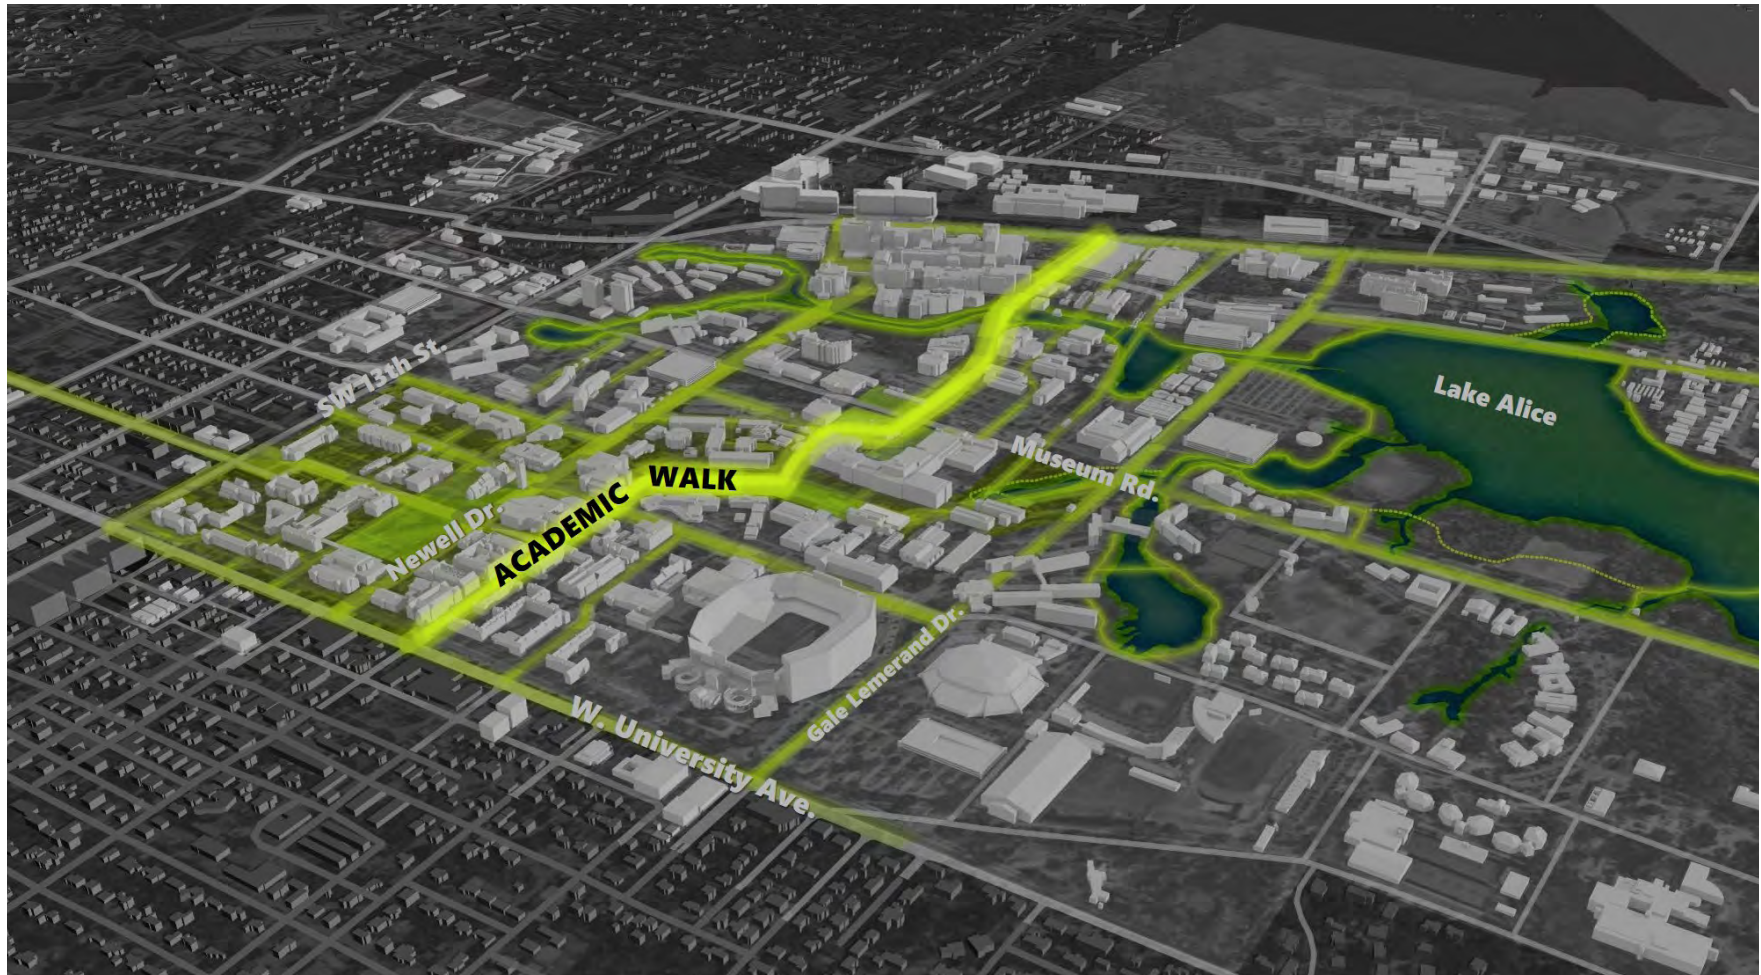 SW 13th St.
Lake Alice
Museum Rd.
ACADEMIC WALK
Newell Dr.
Gale Lemerand Dr.
W. University Ave.